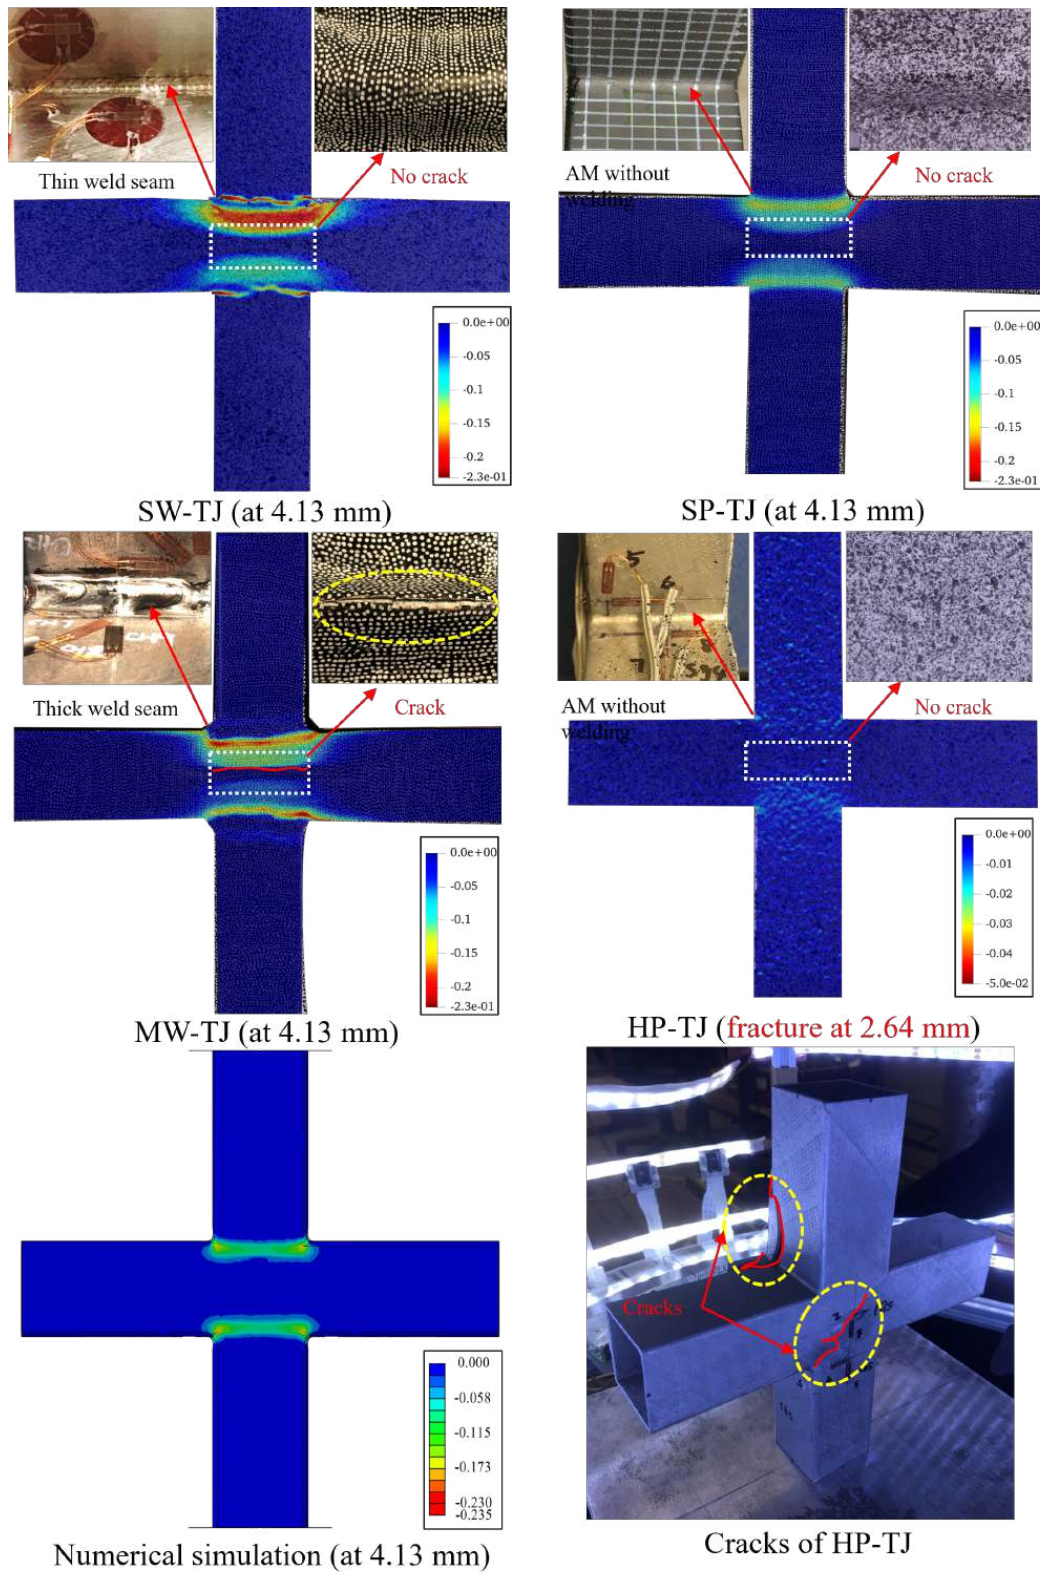 Thin weld seam
No crack
0.0e+00
-0.05
-0.1
-0.15
-0.2
-2.3e-01
SW-TJ (at 4.13 mm)
AM without
welding
No crack
0.0e+00
-0.05
-0.1
-0.15
-0.2
-2.3e-01
SP-TJ (at 4.13 mm)
Thick weld seam
Crack
0.0e+00
-0.05
-0.1
-0.15
-0.2
-2.3e-01
MW-TJ (at 4.13 mm)
5
6
7
8
AM without
welding
No crack
0.00
-0.01
-0.02
-0.03
-0.04
-5.0e-02
HP-TJ (fracture at 2.64 mm)
0.000
-0.058
-0.115
-0.173
-0.230
-0.235
Numerical simulation (at 4.13 mm)
Cracks
Cracks of HP-TJ